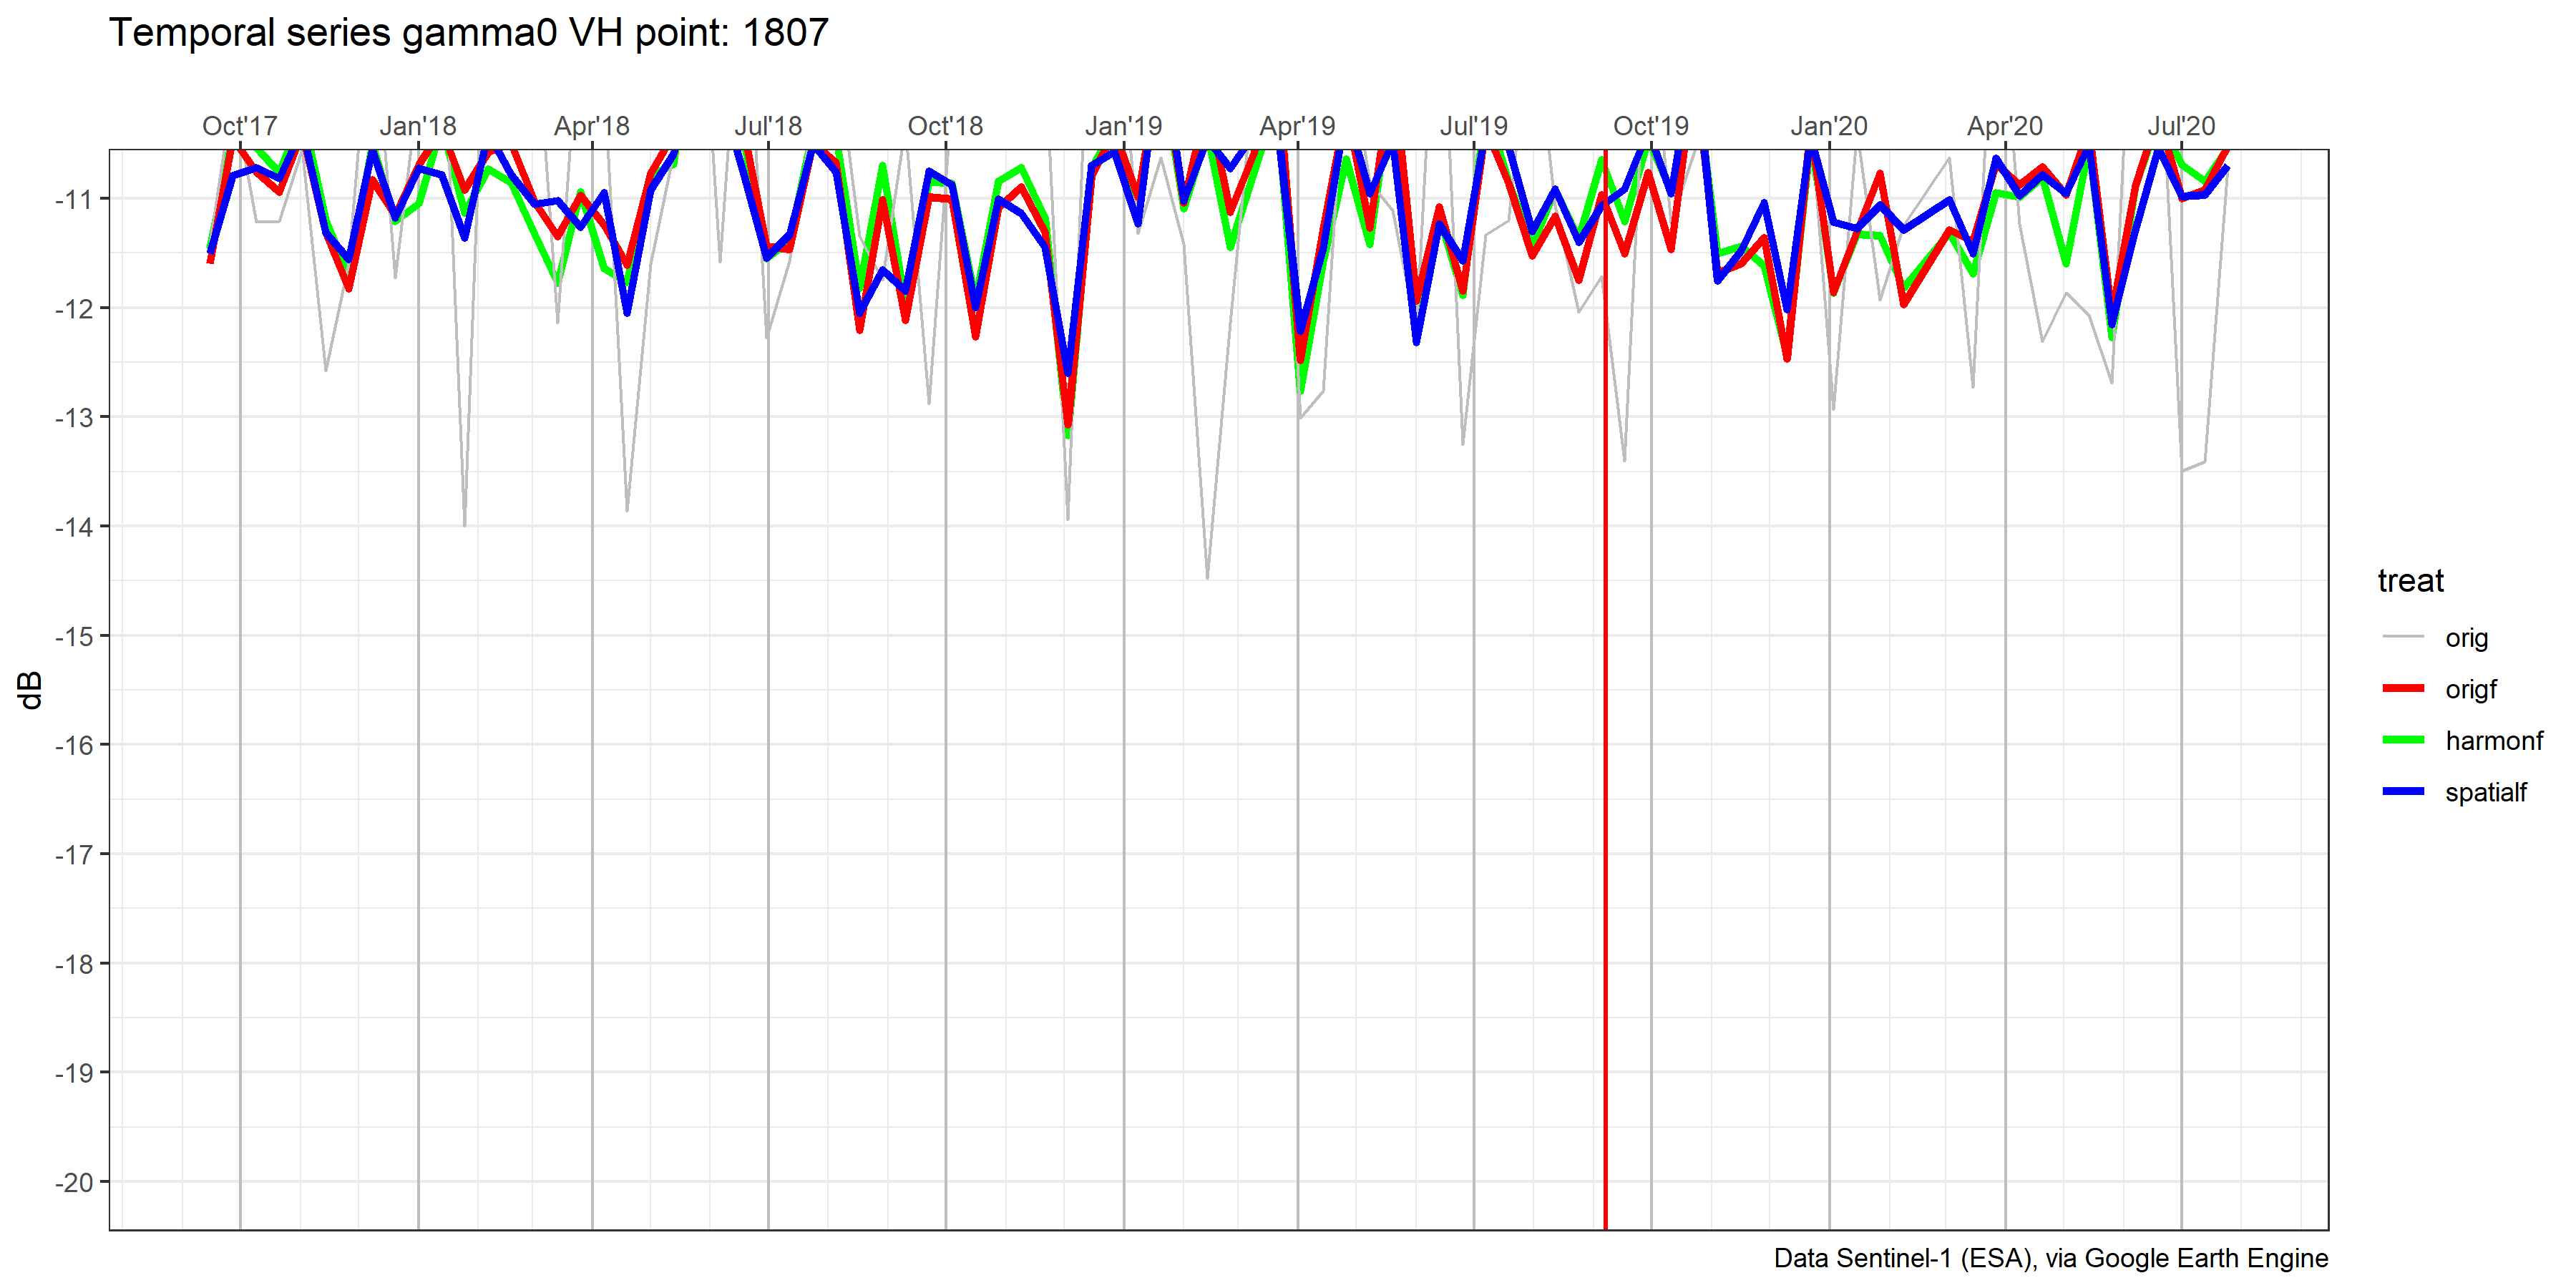 Temporal series gamma0 VH point: 1807
Oct'17 Jan'18 Apr'18 Jul'18 Oct'18 Jan'19 Apr'19 Jul'19 Oct'19 Jan'20 Apr'20 Jul'20
-11
-12
-13
-14
-15
-16
-17
-18
-19
-20
dB
treat
orig
origf
harmonf
spatialf
Data Sentinel-1 (ESA), via Google Earth Engine